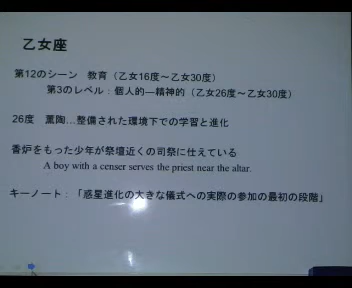 乙女座
第12のシーン 教育(乙女16度～乙女30度)
第3のレベル：個人的―精神的(乙女26度～乙女30度)
26度 薫陶…整備された環境下での学習と進化
香炉をもった少年が祭壇近くの司祭に仕えている
A boy with a censer serves the priest near the altar.
キーノート：「惑星進化の大きな儀式への実際の参加の最初の段階」